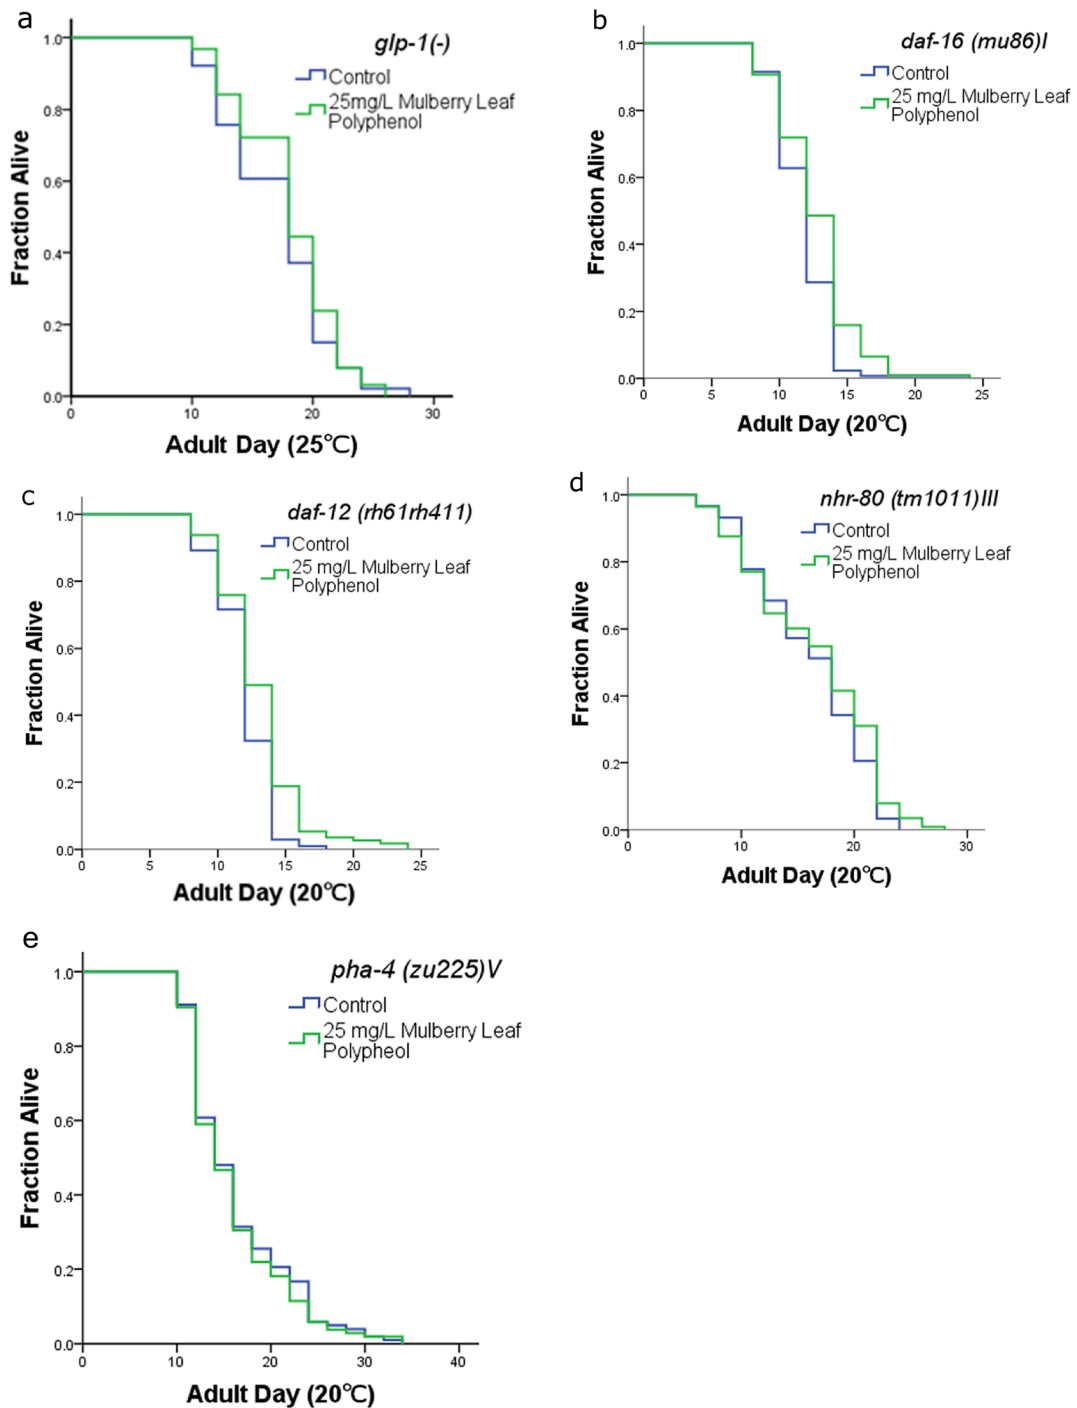 a
glp-1(-)
Control
25mg/L Mulberry Leaf
Polyphenol
Fraction Alive
1.0
0.8
0.6
0.4
0.2
0.0
0
10
20
30
Adult Day (25℃)
b
daf-16 (mu86)I
Control
25 mg/L Mulberry Leaf
Polyphenol
Fraction Alive
1.0
0.8
0.6
0.4
0.2
0.0
0
5
10
15
20
25
Adult Day (20℃)
c
daf-12 (rh61rh411)
Control
25 mg/L Mulberry Leaf
Polyphenol
Fraction Alive
1.0
0.8
0.6
0.4
0.2
0.0
0
5
10
15
20
25
Adult Day (20℃)
d
nhr-80 (tm1011)III
Control
25 mg/L Mulberry Leaf
Polyphenol
Fraction Alive
1.0
0.8
0.6
0.4
0.2
0.0
0
10
20
30
Adult Day (20℃)
e
pha-4 (zu225)V
Control
25 mg/L Mulberry Leaf
Polypheol
Fraction Alive
1.0
0.8
0.6
0.4
0.2
0.0
0
10
20
30
40
Adult Day (20℃)